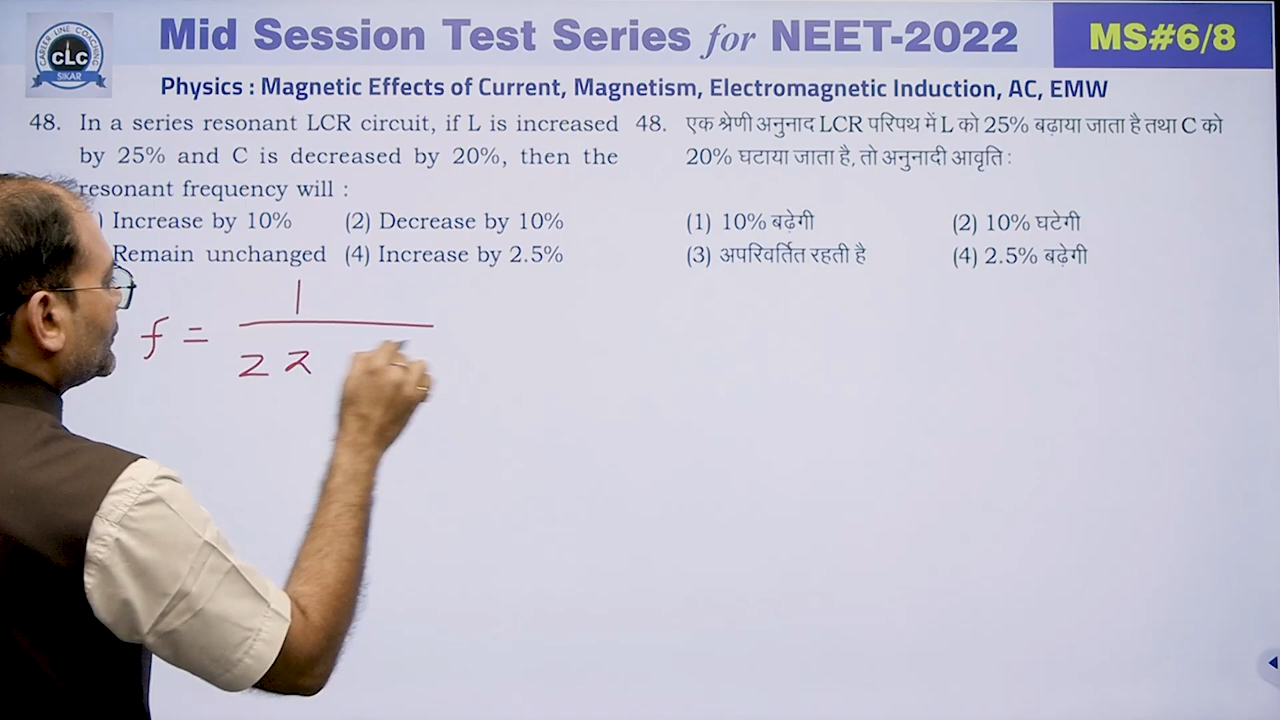 Mid Session Test Series for NEET-2022
MS#6/8
CAREER LINE COACHING
CLC
SIKAR
Physics : Magnetic Effects of Current, Magnetism, Electromagnetic Induction, AC, EMW
48. In a series resonant LCR circuit, if L is increased
by 25% and C is decreased by 20%, then the
resonant frequency will :
) Increase by 10% (2) Decrease by 10%
Remain unchanged (4) Increase by 2.5%
48. एक श्रेणी अनुनाद LCR परिपथ में L को 25% बढ़ाया जाता है तथा C को
20% घटाया जाता है, तो अनुनादी आवृति :
(1) 10% बढ़ेगी (2) 10% घटेगी
(3) अपरिवर्तित रहती है (4) 2.5% बढ़ेगी
f = 1
2π